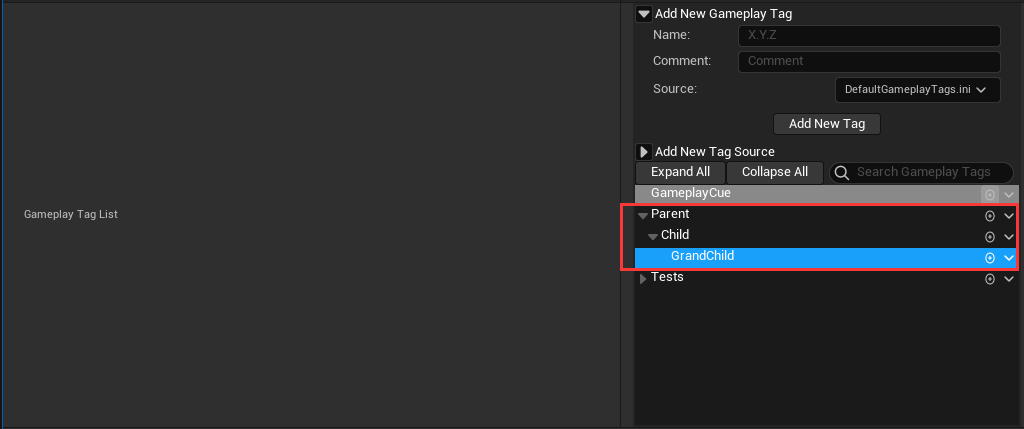 Add New Gameplay Tag
Name: X.Y.Z
Comment: Comment
Source: DefaultGameplayTags.ini
Add New Tag
Add New Tag Source
Expand All Collapse All Search Gameplay Tags
GameplayCue
Gameplay Tag List
Parent
Child
GrandChild
Tests